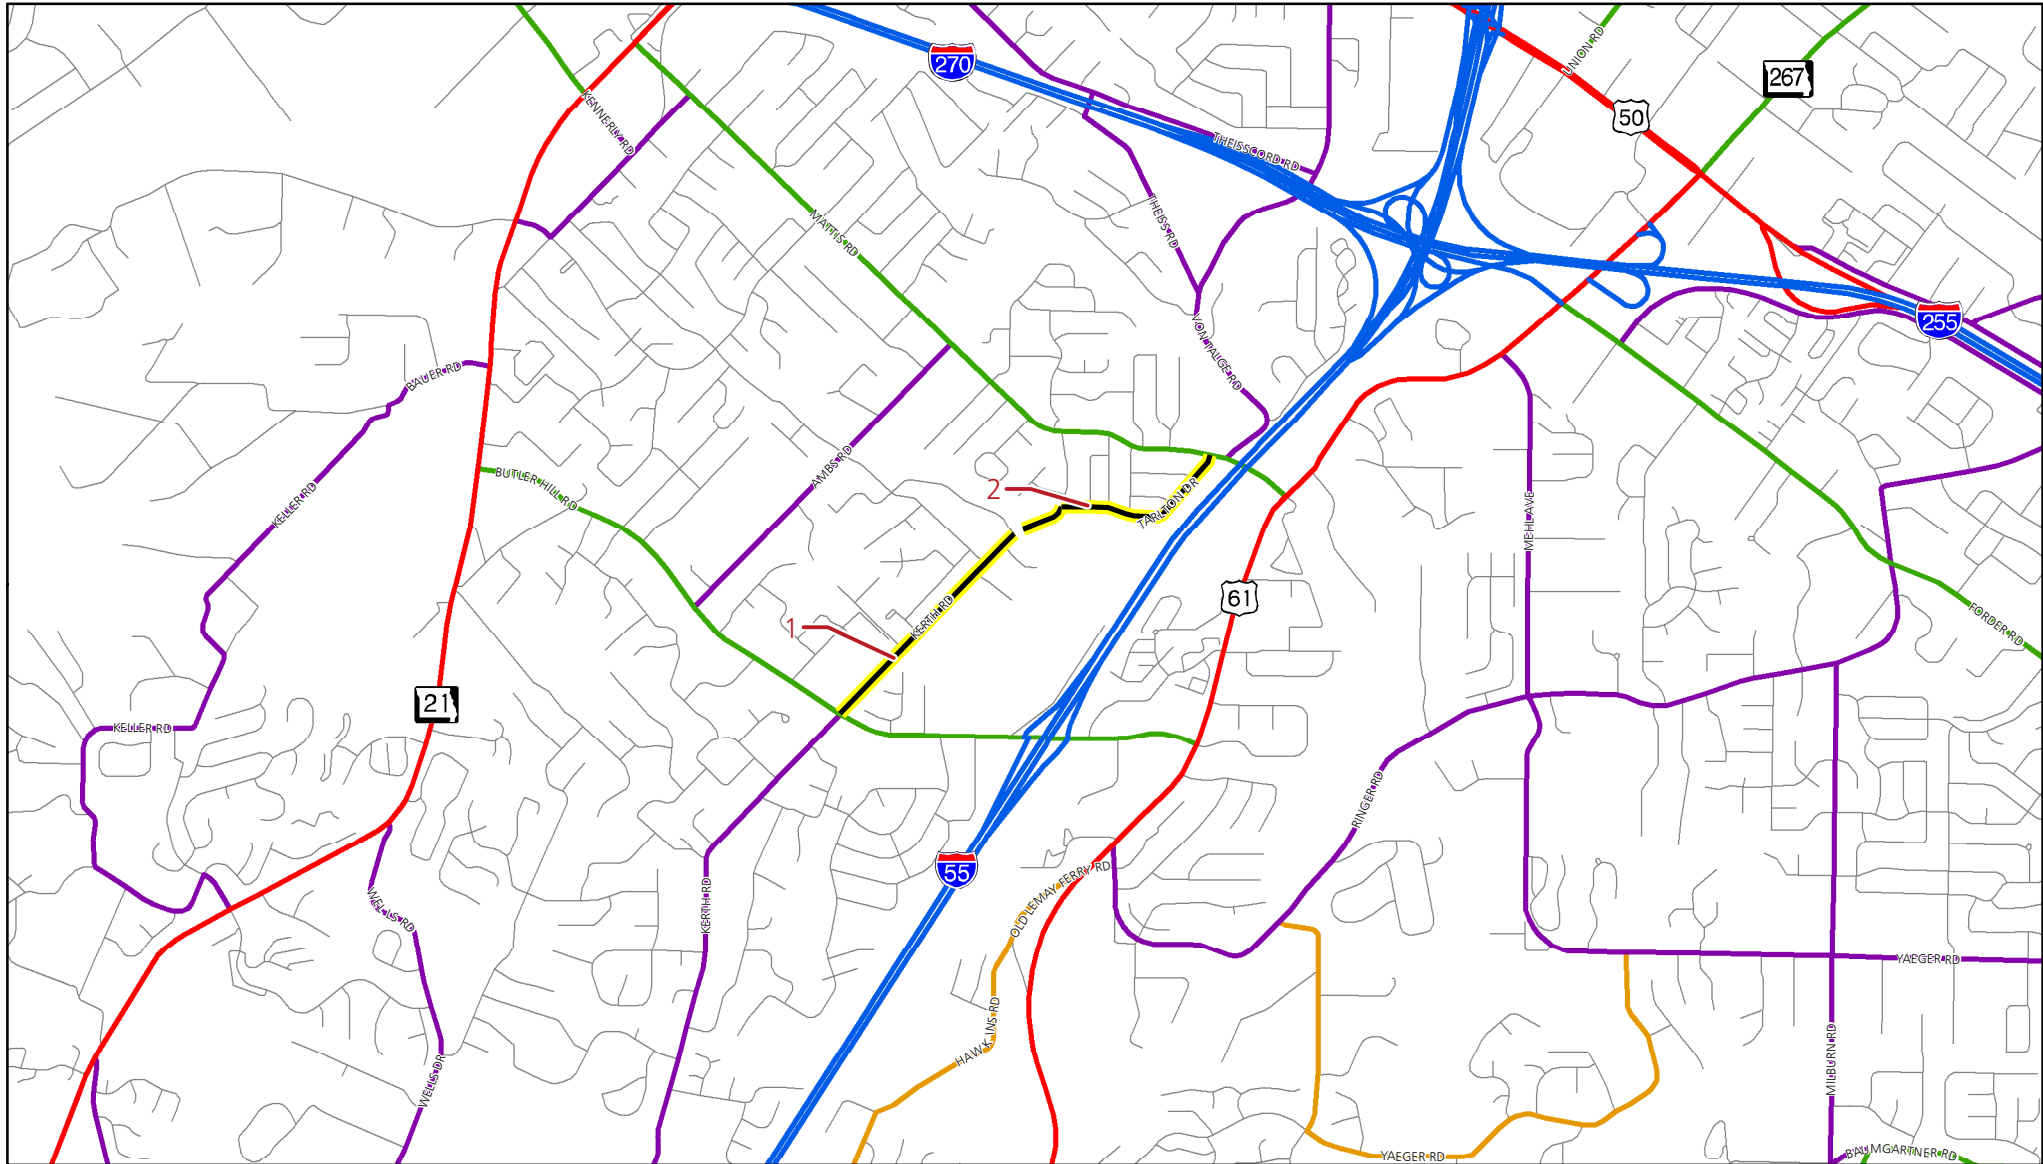 270
UNION RD
267
50
KENNERLY RD
THEISSCORD RD
MATTIS RD
THEISS RD
255
VON TALGE RD
BAUER RD
BUTLER HILL RD
AMBS RD
KELLER RD
2
TARLTON DR
MEHL AVE
61
FORDER RD
KERTH RD
1
21
KELLER RD
RINGER RD
55
OLD LEMAY FERRY RD
WELLS RD
KERTH RD
YAEGER RD
HAWKINS RD
WELLS DR
MILBURN RD
YAEGER RD
BAUMGARTNER RD